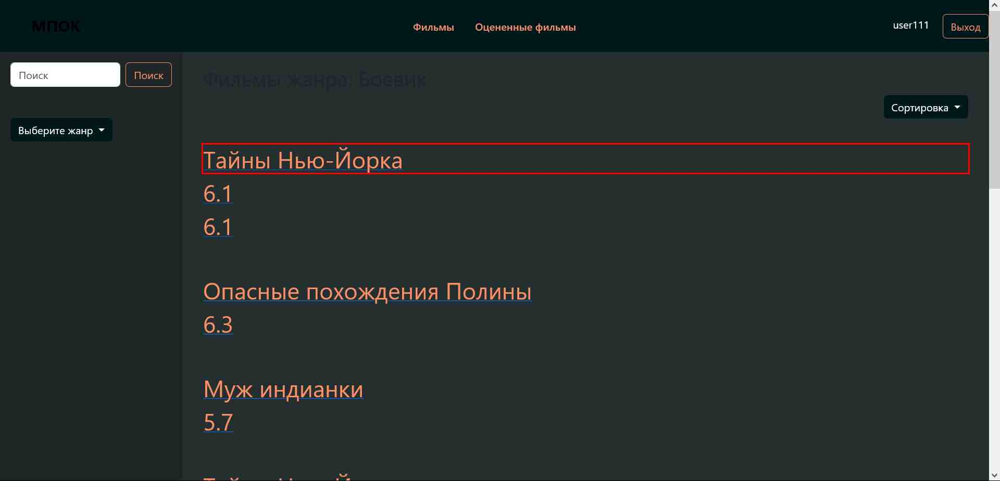 МПОК
Фильмы
Оцененные фильмы
user111
Выход
Поиск
Поиск
Выберите жанр
Фильмы жанра: Боевик
Сортировка
Тайны Нью-Йорка
6.1
6.1
Опасные похождения Полины
6.3
Муж индианки
5.7